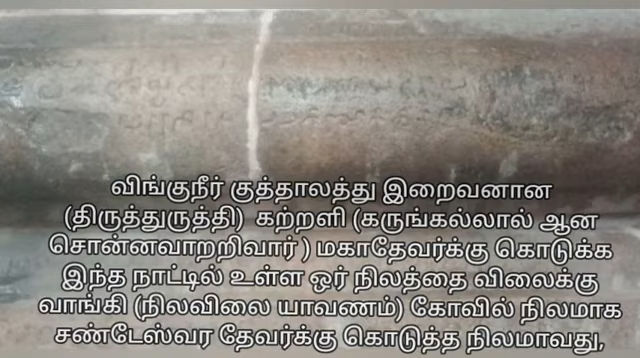 விங்குநீர் குத்தாலத்து இறைவனான
(திருத்துருத்தி) கற்றளி (கருங்கல்லால் ஆன
சொன்னவாறறிவார் ) மகாதேவர்க்கு கொடுக்க
இந்த நாட்டில் உள்ள ஒர் நிலத்தை விலைக்கு
வாங்கி (நிலவிலை யாவணம்) கோவில் நிலமாக
சண்டேஸ்வர தேவர்க்கு கொடுத்த நிலமாவது,